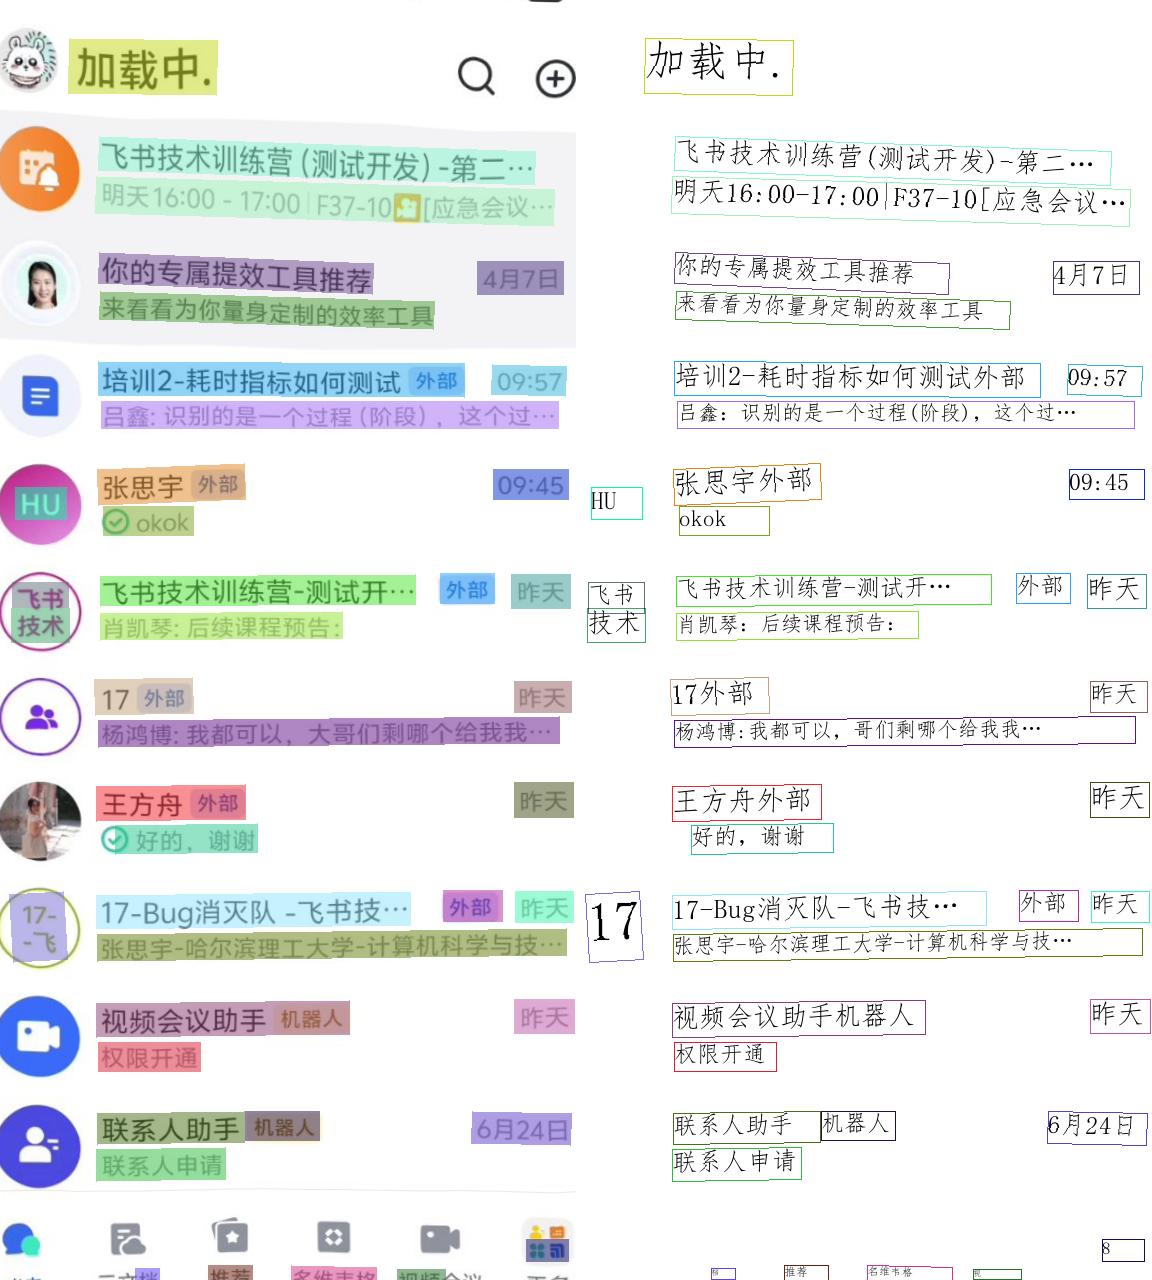 加载中.
加载中.
飞书技术训练营 (测试开发) -第二…
飞书技术训练营(测试开发)-第二…
明天16:00 - 17:00 | F37-10[应急会议…
明天16:00-17:00|F37-10[应急会议…
你的专属提效工具推荐 4月7日
你的专属提效工具推荐 4月7日
来看看为你量身定制的效率工具
来看看为你量身定制的效率工具
培训2-耗时指标如何测试 外部 09:57
培训2-耗时指标如何测试外部 09:57
吕鑫: 识别的是一个过程 (阶段) ，这个过…
吕鑫: 识别的是一个过程(阶段), 这个过…
HU
张思宇 外部 09:45
HU
张思宇外部 09:45
okok
okok
飞书
技术
飞书技术训练营-测试开… 外部 昨天
飞书
技术
飞书技术训练营-测试开… 外部 昨天
肖凯琴: 后续课程预告:
肖凯琴: 后续课程预告:
17 外部 昨天
17外部 昨天
杨鸿博: 我都可以，大哥们剩哪个给我我…
杨鸿博:我都可以, 哥们剩哪个给我我…
王方舟 外部 昨天
王方舟外部 昨天
好的，谢谢
好的, 谢谢
17-
-飞
17-Bug消灭队 -飞书技… 外部 昨天
17
17-Bug消灭队-飞书技… 外部 昨天
张思宇-哈尔滨理工大学-计算机科学与技…
张思宇-哈尔滨理工大学-计算机科学与技…
视频会议助手 机器人 昨天
视频会议助手机器人 昨天
权限开通
权限开通
联系人助手 机器人 6月24日
联系人助手 机器人 6月24日
联系人申请
联系人申请
8
推荐 多维表格 视频会议
推荐 名维韦格